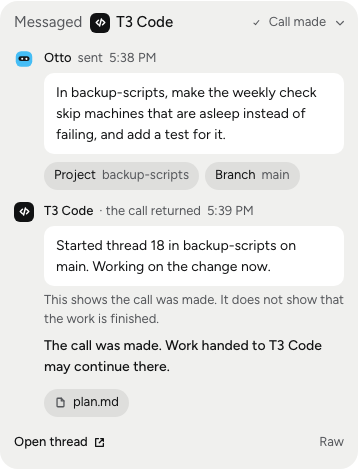 Messaged T3 Code Call made
Otto sent 5:38 PM
In backup-scripts, make the weekly check
skip machines that are asleep instead of
failing, and add a test for it.
Project backup-scripts Branch main
T3 Code · the call returned 5:39 PM
Started thread 18 in backup-scripts on
main. Working on the change now.
This shows the call was made. It does not show that
the work is finished.
The call was made. Work handed to T3 Code
may continue there.
plan.md
Open thread Raw